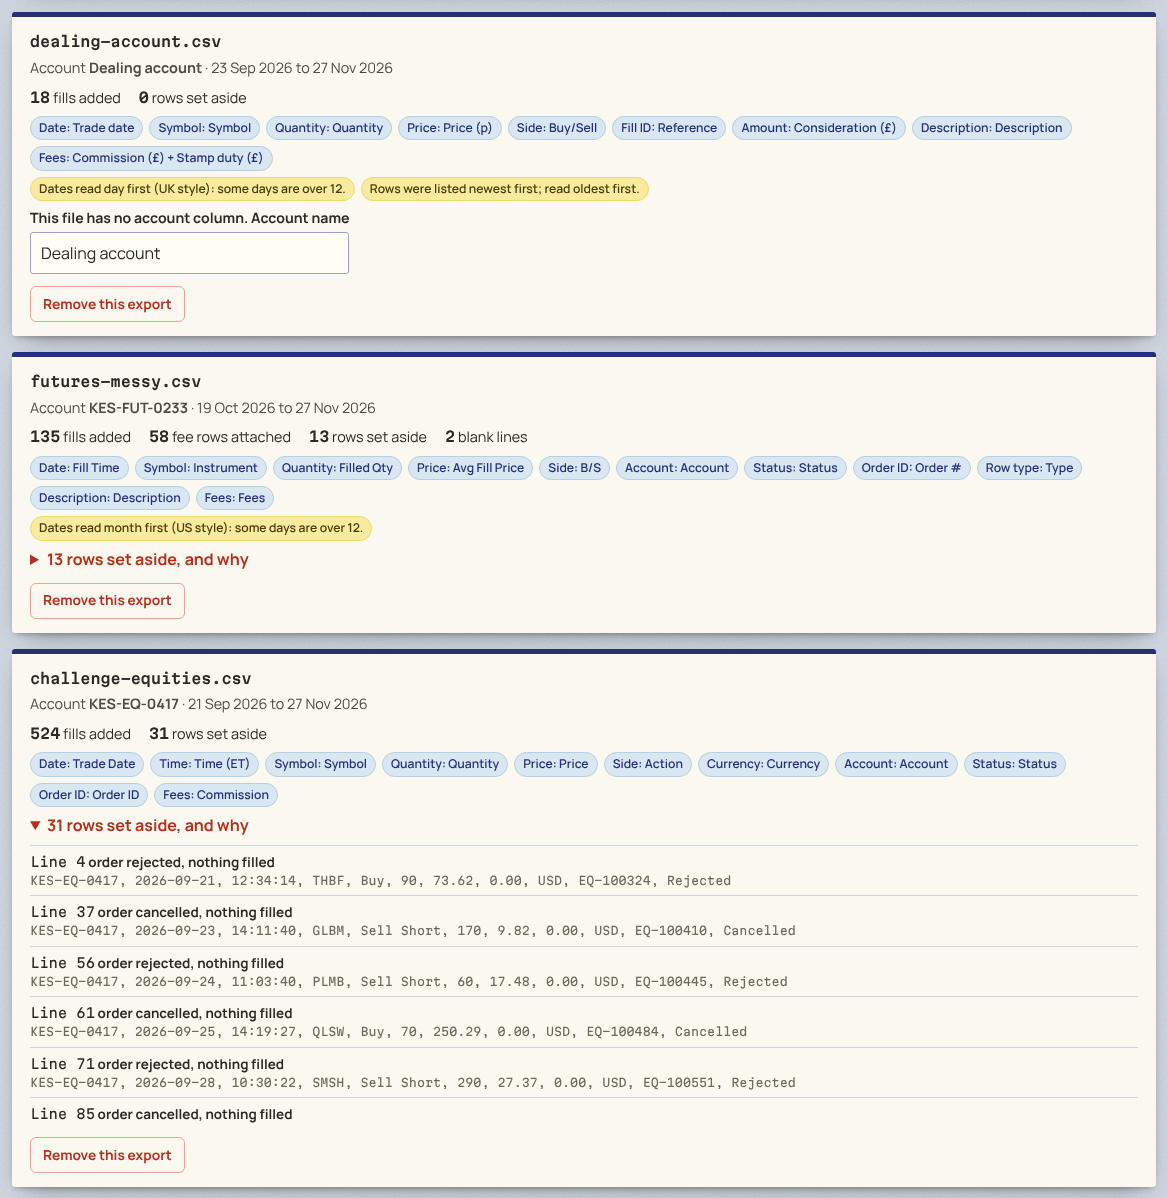 dealing-account.csv
Account Dealing account · 23 Sep 2026 to 27 Nov 2026
18 fills added 0 rows set aside
Date: Trade date Symbol: Symbol Quantity: Quantity Price: Price (p) Side: Buy/Sell Fill ID: Reference Amount: Consideration (£) Description: Description
Fees: Commission (£) + Stamp duty (£)
Dates read day first (UK style): some days are over 12. Rows were listed newest first; read oldest first.
This file has no account column. Account name
Dealing account
Remove this export
futures-messy.csv
Account KES-FUT-0233 · 19 Oct 2026 to 27 Nov 2026
135 fills added 58 fee rows attached 13 rows set aside 2 blank lines
Date: Fill Time Symbol: Instrument Quantity: Filled Qty Price: Avg Fill Price Side: B/S Account: Account Status: Status Order ID: Order # Row type: Type
Description: Description Fees: Fees
Dates read month first (US style): some days are over 12.
▶ 13 rows set aside, and why
Remove this export
challenge-equities.csv
Account KES-EQ-0417 · 21 Sep 2026 to 27 Nov 2026
524 fills added 31 rows set aside
Date: Trade Date Time: Time (ET) Symbol: Symbol Quantity: Quantity Price: Price Side: Action Currency: Currency Account: Account Status: Status
Order ID: Order ID Fees: Commission
▼ 31 rows set aside, and why
Line 4 order rejected, nothing filled
KES-EQ-0417, 2026-09-21, 12:34:14, THBF, Buy, 90, 73.62, 0.00, USD, EQ-100324, Rejected
Line 37 order cancelled, nothing filled
KES-EQ-0417, 2026-09-23, 14:11:40, GLBM, Sell Short, 170, 9.82, 0.00, USD, EQ-100410, Cancelled
Line 56 order rejected, nothing filled
KES-EQ-0417, 2026-09-24, 11:03:40, PLMB, Sell Short, 60, 17.48, 0.00, USD, EQ-100445, Rejected
Line 61 order cancelled, nothing filled
KES-EQ-0417, 2026-09-25, 14:19:27, QLSW, Buy, 70, 250.29, 0.00, USD, EQ-100484, Cancelled
Line 71 order rejected, nothing filled
KES-EQ-0417, 2026-09-28, 10:30:22, SMSH, Sell Short, 290, 27.37, 0.00, USD, EQ-100551, Rejected
Line 85 order cancelled, nothing filled
Remove this export